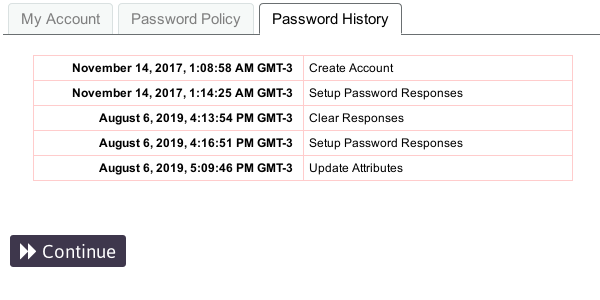 My Account Password Policy Password History
November 14, 2017, 1:08:58 AM GMT-3 Create Account
November 14, 2017, 1:14:25 AM GMT-3 Setup Password Responses
August 6, 2019, 4:13:54 PM GMT-3 Clear Responses
August 6, 2019, 4:16:51 PM GMT-3 Setup Password Responses
August 6, 2019, 5:09:46 PM GMT-3 Update Attributes
Continue